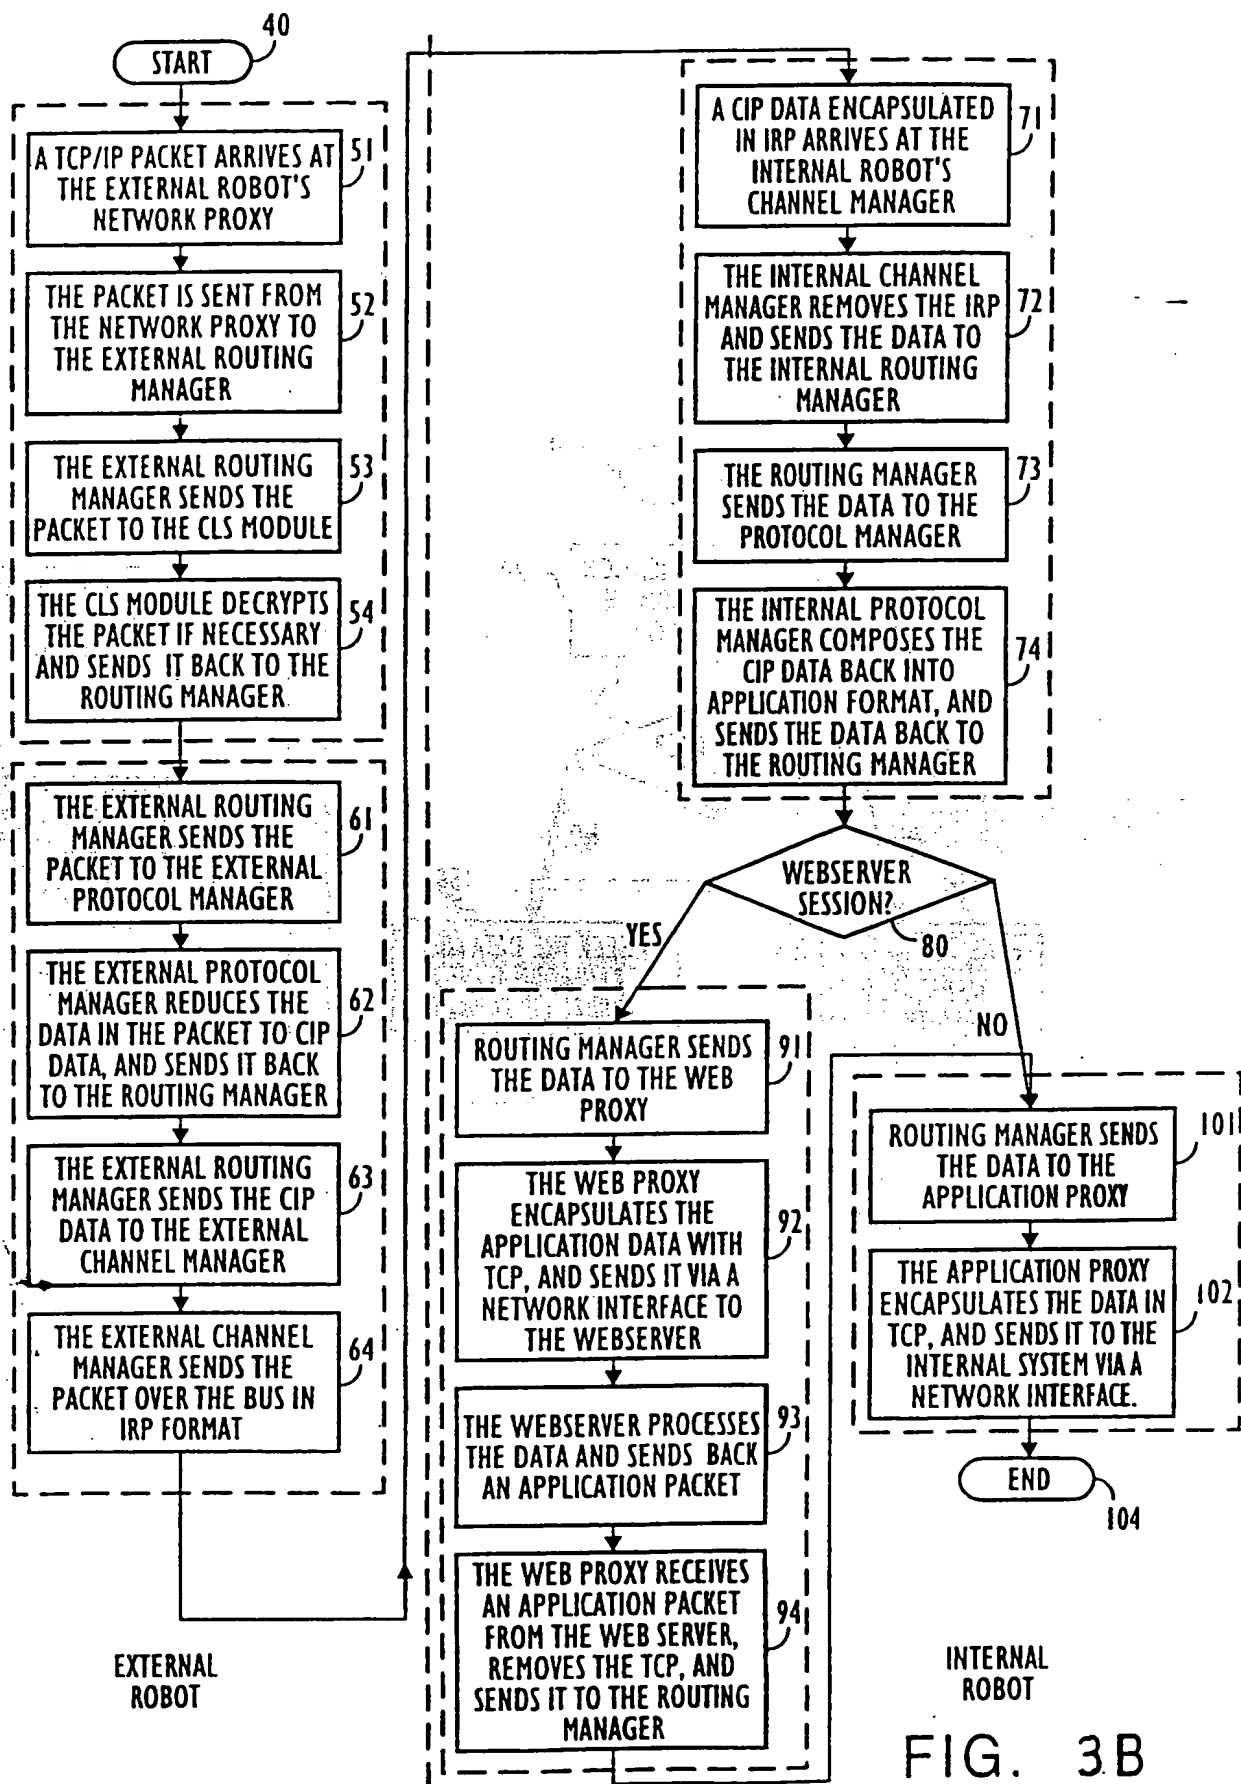 START
40
A TCP/IP PACKET ARRIVES AT
THE EXTERNAL ROBOT'S
NETWORK PROXY
51
THE PACKET IS SENT FROM
THE NETWORK PROXY TO
THE EXTERNAL ROUTING
MANAGER
52
THE EXTERNAL ROUTING
MANAGER SENDS THE
PACKET TO THE CLS MODULE
53
THE CLS MODULE DECRYPTS
THE PACKET IF NECESSARY
AND SENDS IT BACK TO THE
ROUTING MANAGER
54
THE EXTERNAL ROUTING
MANAGER SENDS THE
PACKET TO THE EXTERNAL
PROTOCOL MANAGER
61
THE EXTERNAL PROTOCOL
MANAGER REDUCES THE
DATA IN THE PACKET TO CIP
DATA, AND SENDS IT BACK
TO THE ROUTING MANAGER
62
THE EXTERNAL ROUTING
MANAGER SENDS THE CIP
DATA TO THE EXTERNAL
CHANNEL MANAGER
63
THE EXTERNAL CHANNEL
MANAGER SENDS THE
PACKET OVER THE BUS IN
IRP FORMAT
64
EXTERNAL
ROBOT
A CIP DATA ENCAPSULATED
IN IRP ARRIVES AT THE
INTERNAL ROBOT'S
CHANNEL MANAGER
71
THE INTERNAL CHANNEL
MANAGER REMOVES THE IRP
AND SENDS THE DATA TO
THE INTERNAL ROUTING
MANAGER
72
THE ROUTING MANAGER
SENDS THE DATA TO THE
PROTOCOL MANAGER
73
THE INTERNAL PROTOCOL
MANAGER COMPOSES THE
CIP DATA BACK INTO
APPLICATION FORMAT, AND
SENDS THE DATA BACK TO
THE ROUTING MANAGER
74
WEBSERVER
SESSION?
80
YES
NO
ROUTING MANAGER SENDS
THE DATA TO THE WEB
PROXY
91
THE WEB PROXY
ENCAPSULATES THE
APPLICATION DATA WITH
TCP, AND SENDS IT VIA A
NETWORK INTERFACE TO
THE WEBSERVER
92
THE WEBSERVER PROCESSES
THE DATA AND SENDS BACK
AN APPLICATION PACKET
93
THE WEB PROXY RECEIVES
AN APPLICATION PACKET
FROM THE WEB SERVER,
REMOVES THE TCP, AND
SENDS IT TO THE ROUTING
MANAGER
94
ROUTING MANAGER SENDS
THE DATA TO THE
APPLICATION PROXY
101
THE APPLICATION PROXY
ENCAPSULATES THE DATA IN
TCP, AND SENDS IT TO THE
INTERNAL SYSTEM VIA A
NETWORK INTERFACE.
102
END
104
INTERNAL
ROBOT
FIG. 3B